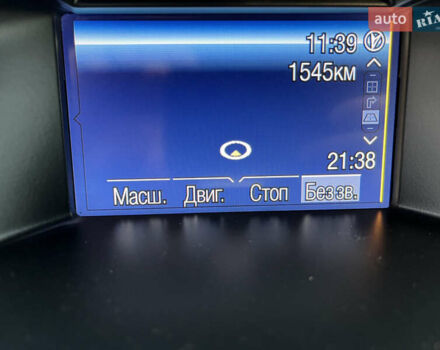 auto RIA
11:39
1545км
21:38
Масш. Двиг. Стоп Без зв.